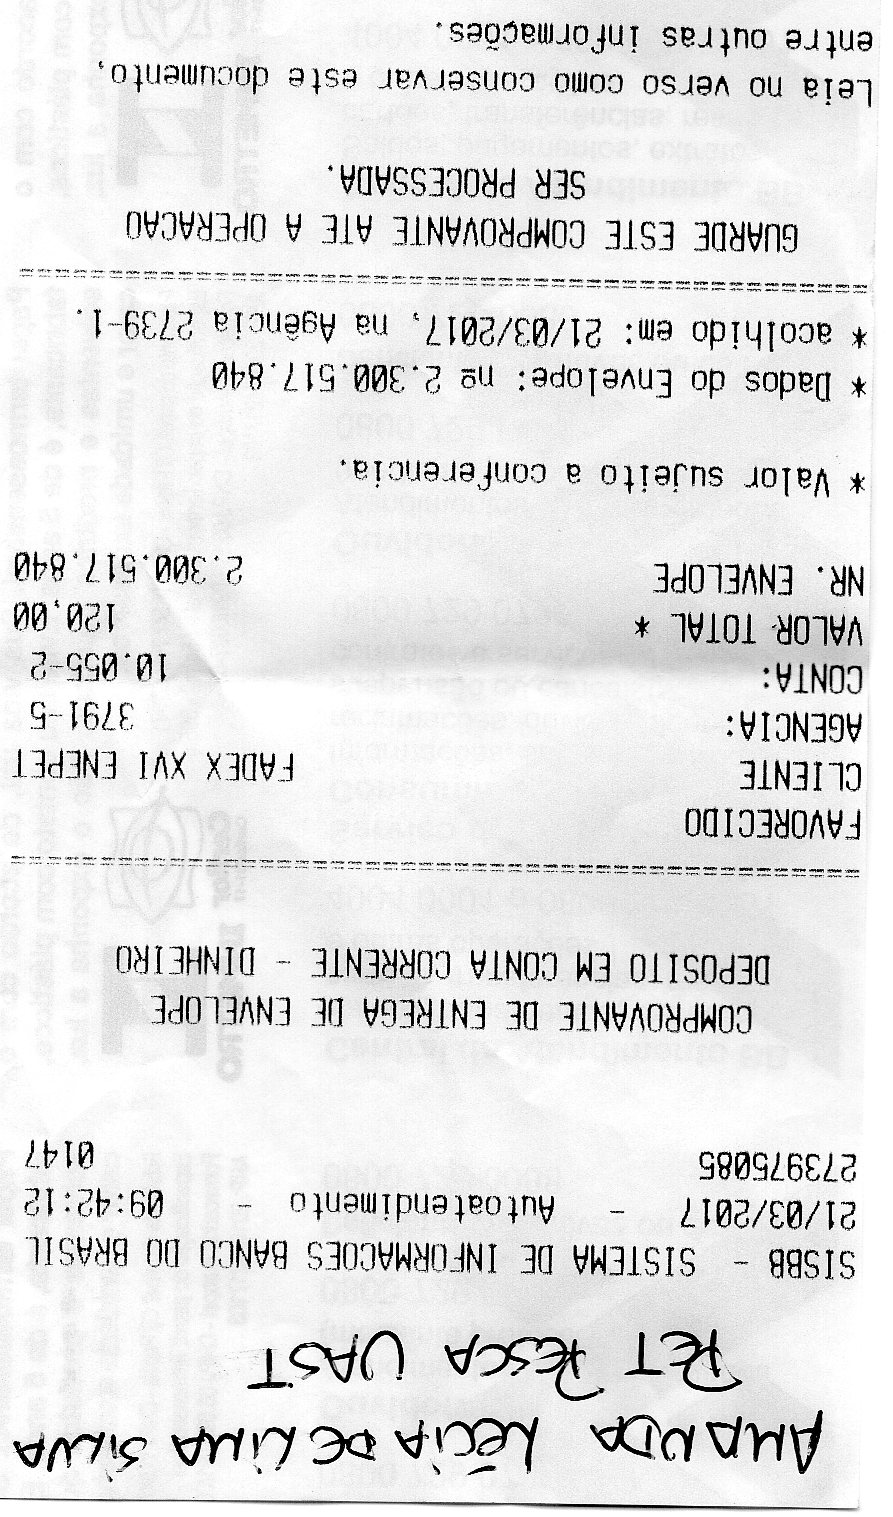 AMANDA LÉCIA DE LIMA SILVA
PET PESCA UAST
SISBB - SISTEMA DE INFORMACOES BANCO DO BRASIL
21/03/2017 - Autoatendimento - 09:42:12
273975085 0147
COMPROVANTE DE ENTREGA DE ENVELOPE
DEPOSITO EM CONTA CORRENTE - DINHEIRO
FAVORECIDO
CLIENTE FADEX XVI ENEPET
AGENCIA: 3791-5
CONTA: 10.055-2
VALOR TOTAL * 120,00
NR. ENVELOPE 2.300.517.840
* Valor sujeito a conferencia.
* Dados do Envelope: nº 2.300.517.840
* acolhido em: 21/03/2017, na Agência 2739-1.
GUARDE ESTE COMPROVANTE ATE A OPERACAO
SER PROCESSADA.
Leia no verso como conservar este documento,
entre outras informações.